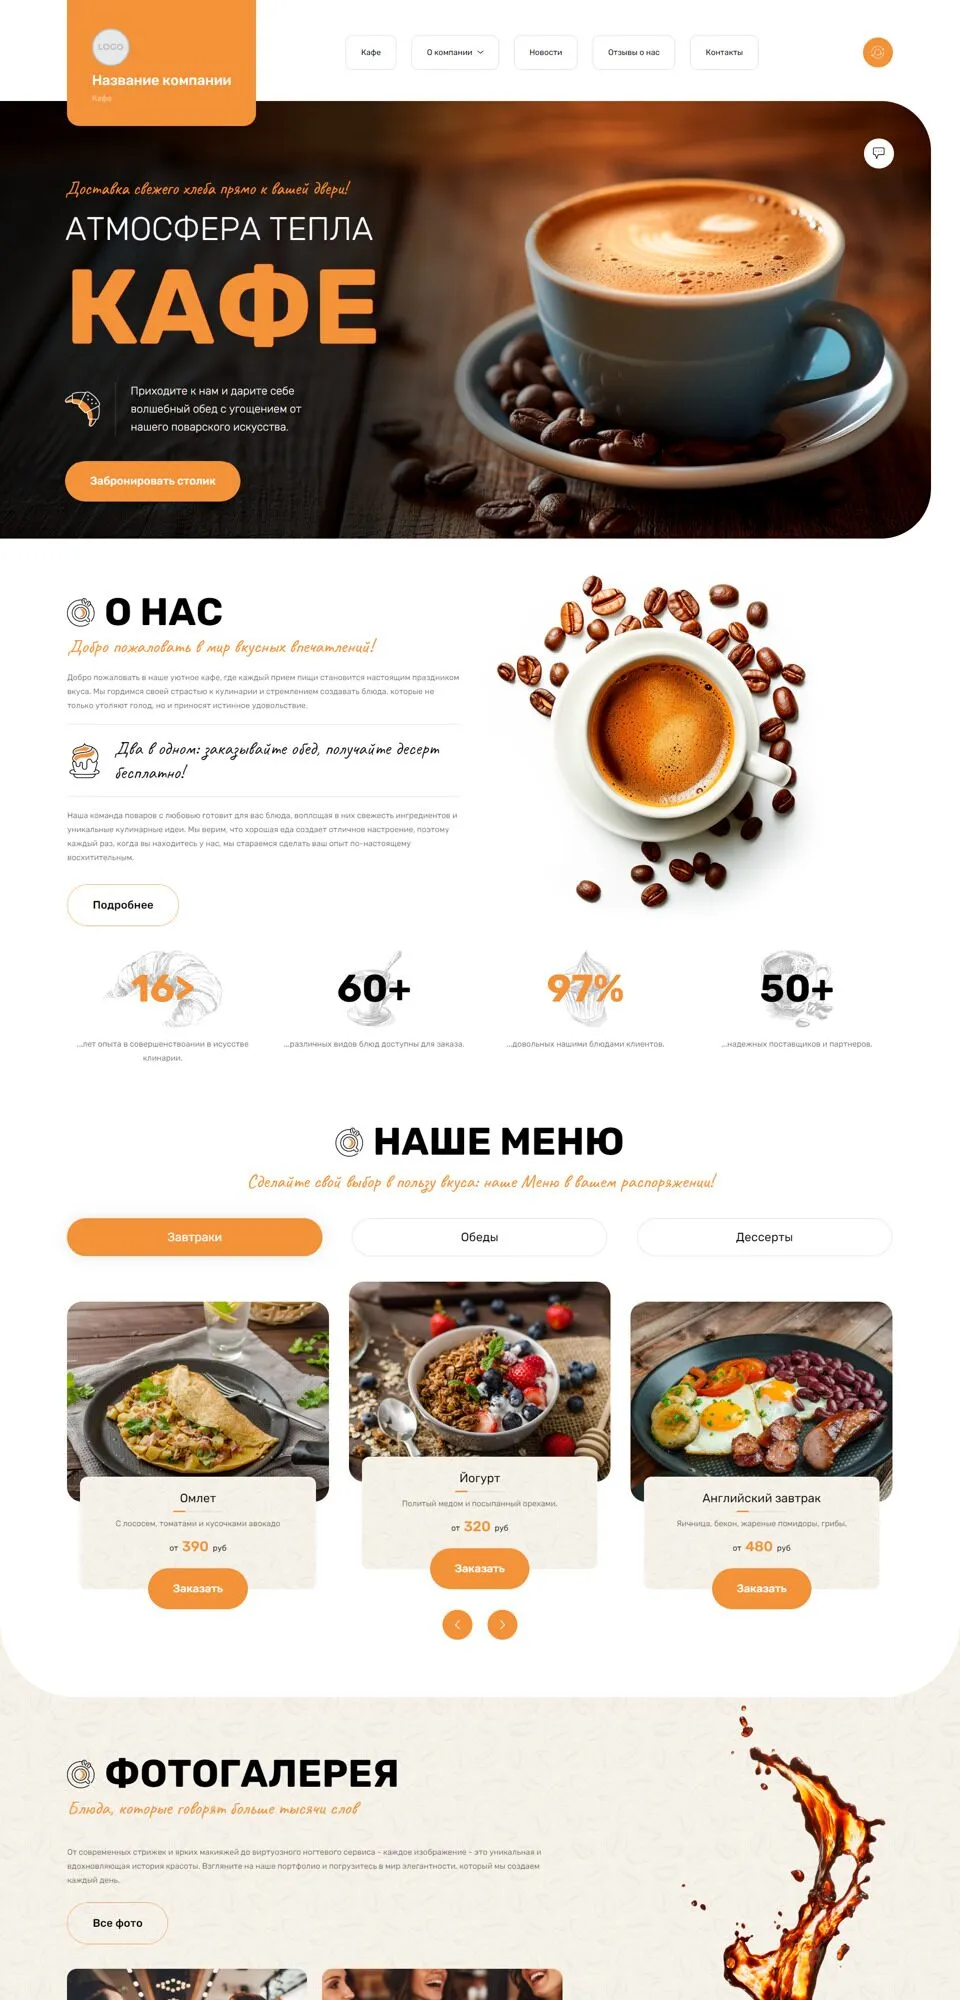 LOGO
Название компании
Кафе
Кафе
О компании
Новости
Отзывы о нас
Контакты
Доставка свежего хлеба прямо к вашей двери!
АТМОСФЕРА ТЕПЛА
КАФЕ
Приходите к нам и дарите себе
волшебный обед с угощением от
нашего поварского искусства.
Забронировать столик
О НАС
Добро пожаловать в мир вкусных впечатлений!
Добро пожаловать в наше уютное кафе, где каждый прием пищи становится настоящим праздником
вкуса. Мы гордимся своей страстью к кулинарии и стремлением создавать блюда, которые не
только утоляют голод, но и приносят истинное удовольствие.
Два в одном: заказывайте обед, получайте десерт
бесплатно!
Наша команда поваров с любовью готовит для вас блюда, воплощая в них свежесть ингредиентов и
уникальные кулинарные идеи. Мы верим, что хорошая еда создает отличное настроение, поэтому
каждый раз, когда вы находитесь у нас, мы стараемся сделать ваш опыт по-настоящему
восхитительным.
Подробнее
16>
60+
97%
50+
...лет опыта в совершенствоании в исусстве
клинарии.
...различных видов блюд доступны для заказа.
...довольных нашими блюдами клиентов.
...надежных поставщиков и партнеров.
НАШЕ МЕНЮ
Сделайте свой выбор в пользу вкуса: наше Меню в вашем распоряжении!
Завтраки
Обеды
Дессерты
Омлет
С лососем, томатами и кусочками авокадо
от 390 руб
Заказать
Йогурт
Политый медом и посыпанный орехами.
от 320 руб
Заказать
Английский завтрак
Яичница, бекон, жареные помидоры, грибы.
от 480 руб
Заказать
ФОТОГАЛЕРЕЯ
Блюда, которые говорят больше тысячи слов
От современных стрижек и ярких макияжей до виртуозного ногтевого сервиса - каждое изображение - это уникальная и
вдохновляющая история красоты. Взгляните на наше портфолио и погрузитесь в мир элегантности, который мы создаем
каждый день.
Все фото